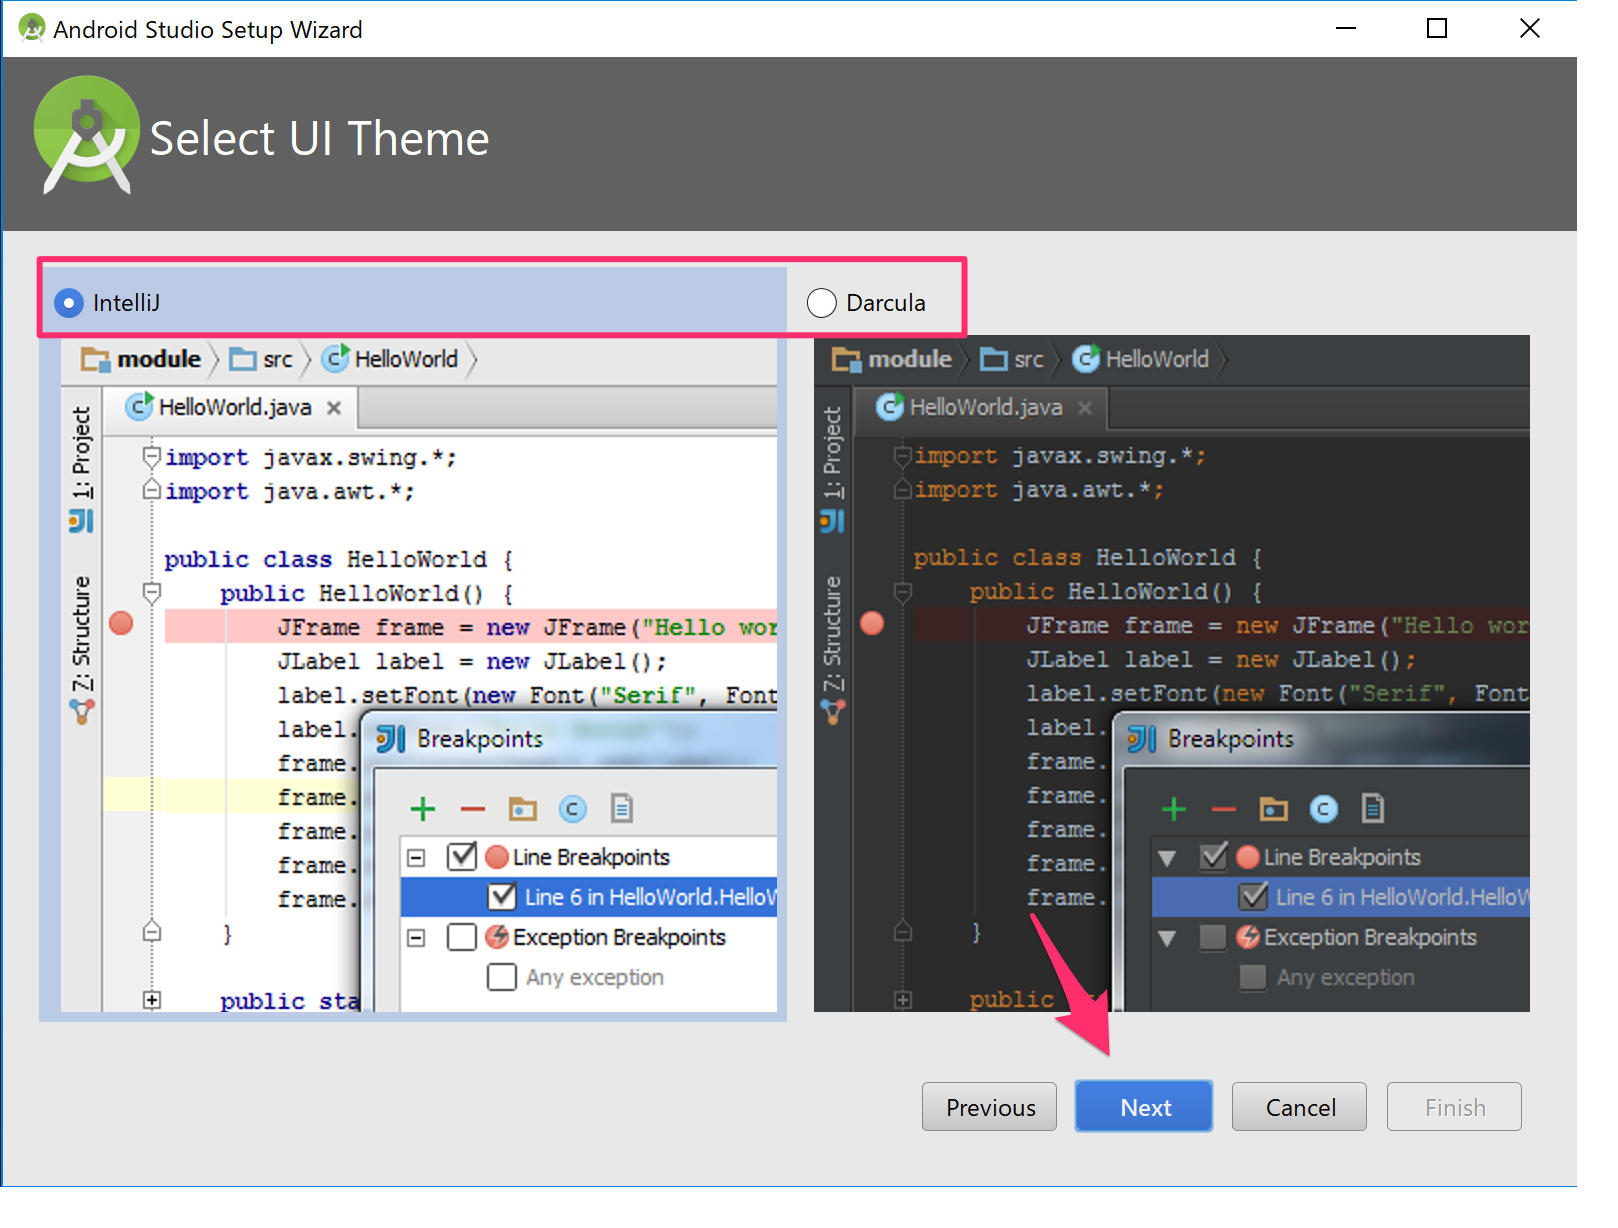 Android Studio Setup Wizard
Select UI Theme
IntelliJ
Darcula
module src HelloWorld
HelloWorld.java
1: Project
7: Structure
import javax.swing.*;
import java.awt.*;
public class HelloWorld {
public HelloWorld() {
JFrame frame = new JFrame("Hello wor
JLabel label = new JLabel();
label.setFont(new Font("Serif", Font
label.
frame.
frame.
frame.
frame.
frame.
}
public sta
Breakpoints
Line Breakpoints
Line 6 in HelloWorld.HelloW
Exception Breakpoints
Any exception
module src HelloWorld
HelloWorld.java
1: Project
7: Structure
import javax.swing.*;
import java.awt.*;
public class HelloWorld {
public HelloWorld() {
JFrame frame = new JFrame("Hello wor
JLabel label = new JLabel();
label.setFont(new Font("Serif", Font
label.
frame.
frame.
frame.
frame.
frame.
}
public
Breakpoints
Line Breakpoints
Line 6 in HelloWorld.HelloW
Exception Breakpoints
Any exception
Previous
Next
Cancel
Finish